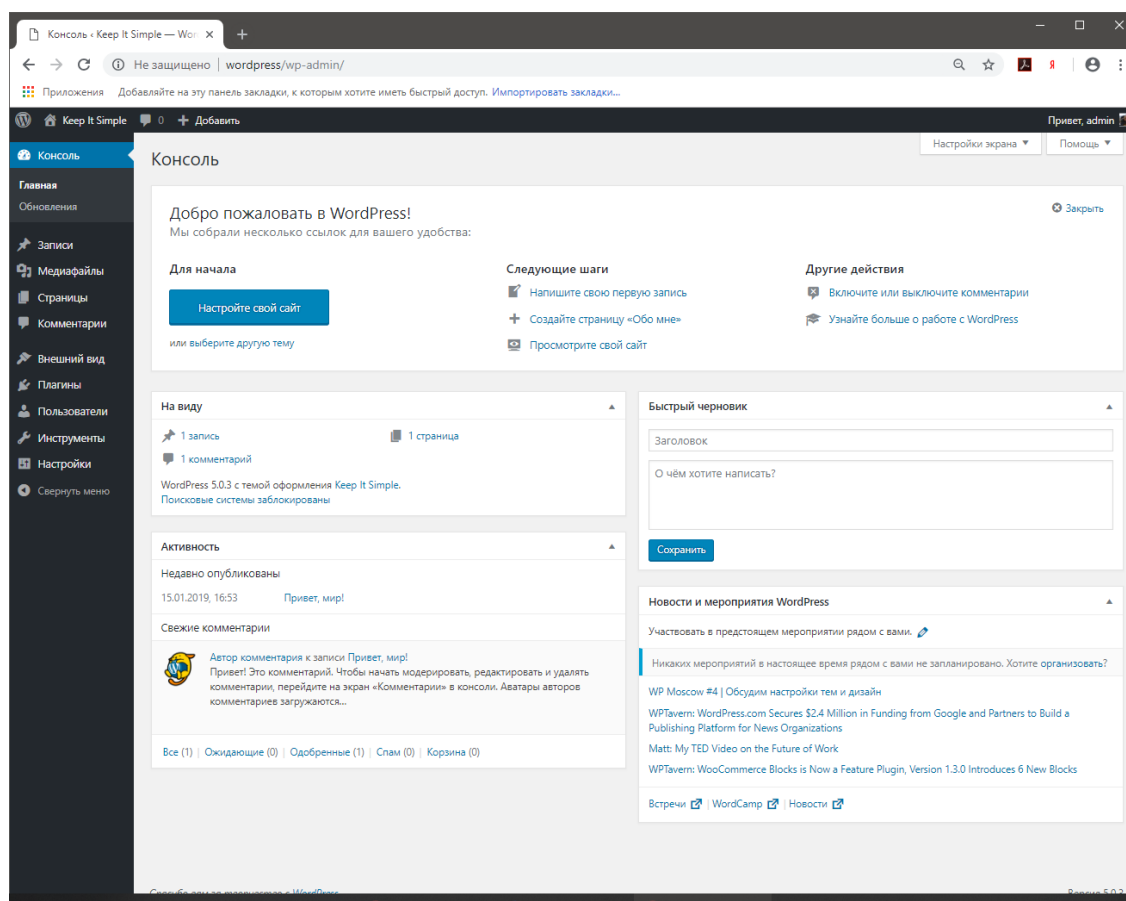 Консоль ‹ Keep It Simple — Wor
Не защищено | wordpress/wp-admin/
Приложения Добавляйте на эту панель закладки, к которым хотите иметь быстрый доступ. Импортировать закладки...
Keep It Simple 0 + Добавить Привет, admin
Настройки экрана ▼ Помощь ▼
Консоль
Главная
Обновления
Записи
Медиафайлы
Страницы
Комментарии
Внешний вид
Плагины
Пользователи
Инструменты
Настройки
Свернуть меню
Консоль
Добро пожаловать в WordPress!
Закрыть
Мы собрали несколько ссылок для вашего удобства:
Для начала
Настройте свой сайт
или выберите другую тему
Следующие шаги
Напишите свою первую запись
Создайте страницу «Обо мне»
Просмотрите свой сайт
Другие действия
Включите или выключите комментарии
Узнайте больше о работе с WordPress
На виду
1 запись 1 страница
1 комментарий
WordPress 5.0.3 с темой оформления Keep It Simple.
Поисковые системы заблокированы
Активность
Недавно опубликованы
15.01.2019, 16:53 Привет, мир!
Свежие комментарии
Автор комментария к записи Привет, мир!
Привет! Это комментарий. Чтобы начать модерировать, редактировать и удалять
комментарии, перейдите на экран «Комментарии» в консоли. Аватары авторов
комментариев загружаются…
Все (1) | Ожидающие (0) | Одобренные (1) | Спам (0) | Корзина (0)
Быстрый черновик
Заголовок
О чём хотите написать?
Сохранить
Новости и мероприятия WordPress
Участвовать в предстоящем мероприятии рядом с вами.
Никаких мероприятий в настоящее время рядом с вами не запланировано. Хотите организовать?
WP Moscow #4 | Обсудим настройки тем и дизайн
WPTavern: WordPress.com Secures $2.4 Million in Funding from Google and Partners to Build a
Publishing Platform for News Organizations
Matt: My TED Video on the Future of Work
WPTavern: WooCommerce Blocks is Now a Feature Plugin, Version 1.3.0 Introduces 6 New Blocks
Встречи | WordCamp | Новости
Спасибо вам за творчество с WordPress.
Версия 5.0.3